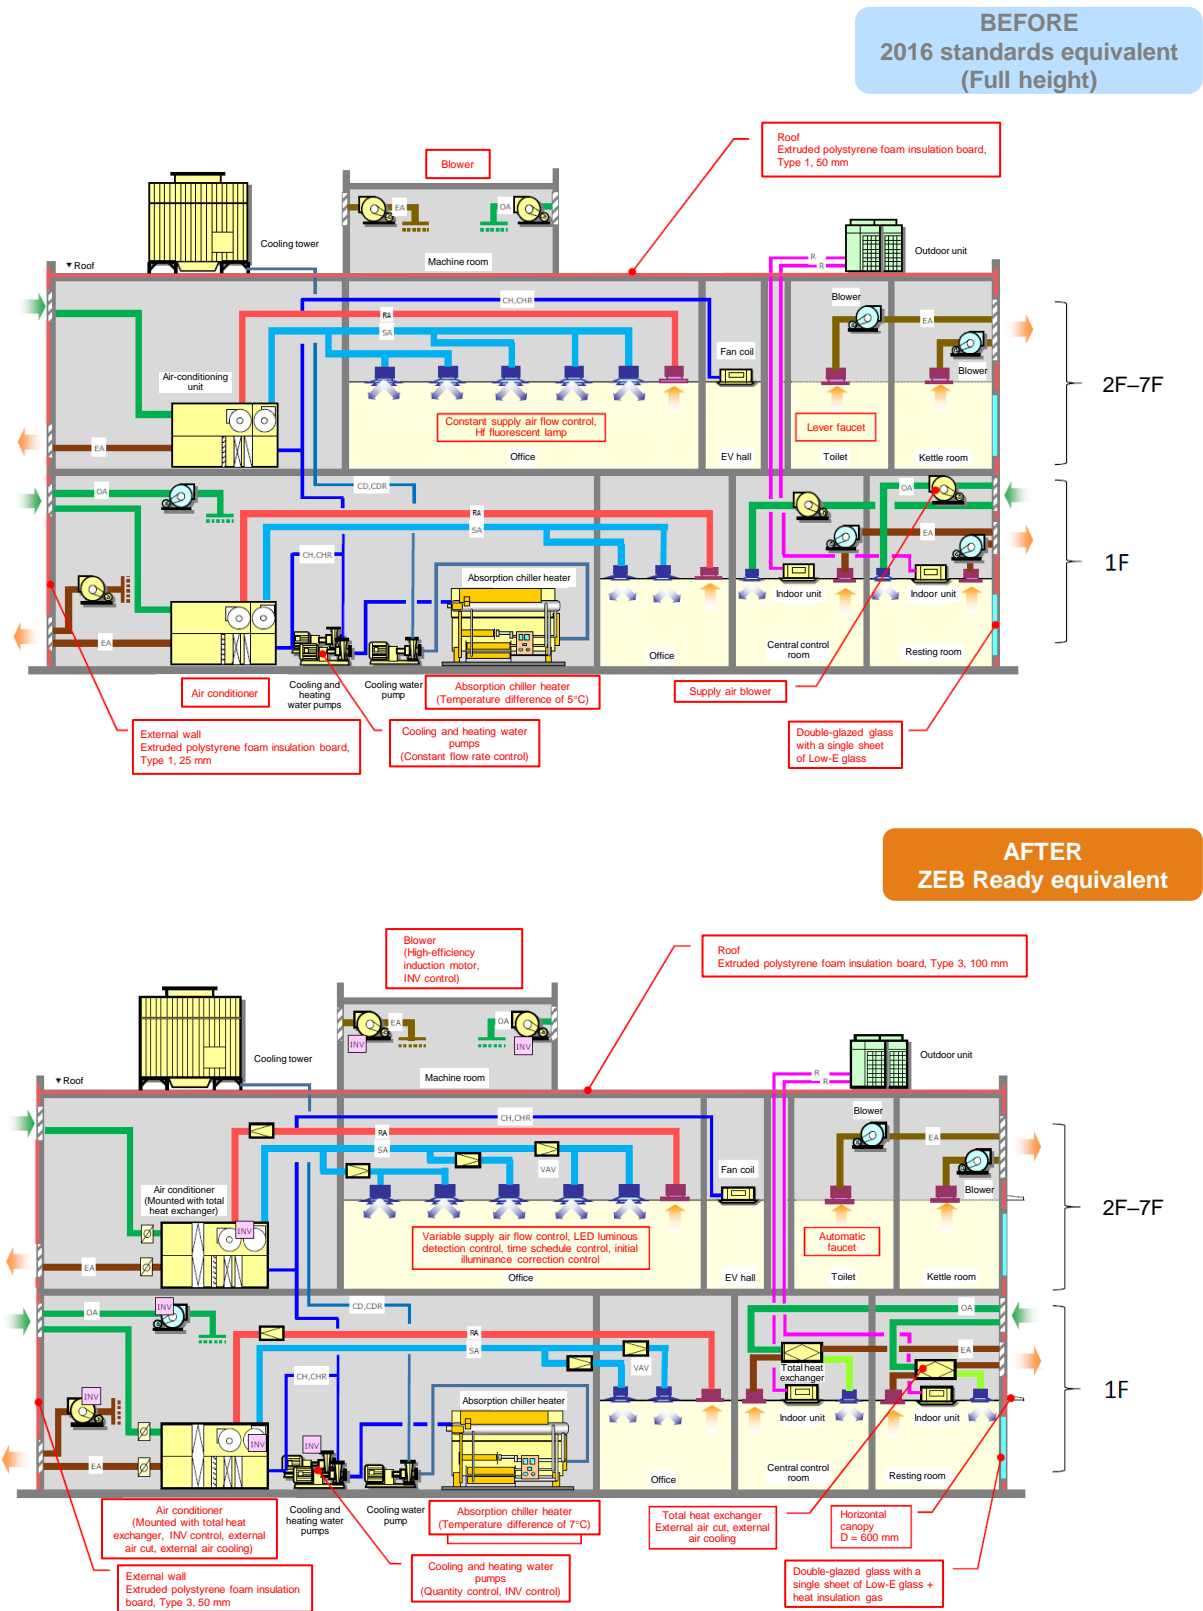 BEFORE
2016 standards equivalent
(Full height)
Roof
Extruded polystyrene foam insulation board,
Type 1, 50 mm
Blower
EA
OA
Cooling tower
Machine room
Outdoor unit
▼Roof
R
R
CH,CHR
RA
SA
Blower
EA
Fan coil
Blower
Air-conditioning
unit
2F–7F
Constant supply air flow control,
Hf fluorescent lamp
Lever faucet
EA
Office
EV hall
Toilet
Kettle room
OA
CD,CDR
OA
RA
SA
EA
CH,CHR
Absorption chiller heater
1F
Indoor unit
Indoor unit
EA
Office
Central control
room
Resting room
Air conditioner
Cooling and
heating
water pumps
Cooling water
pump
Absorption chiller heater
(Temperature difference of 5°C)
Supply air blower
External wall
Extruded polystyrene foam insulation board,
Type 1, 25 mm
Cooling and heating water
pumps
(Constant flow rate control)
Double-glazed glass
with a single sheet
of Low-E glass
AFTER
ZEB Ready equivalent
Blower
(High-efficiency
induction motor,
INV control)
Roof
Extruded polystyrene foam insulation board, Type 3, 100 mm
EA
OA
INV
INV
Cooling tower
Machine room
Outdoor unit
▼Roof
R
R
CH,CHR
RA
SA
VAV
Blower
EA
Fan coil
Blower
Air conditioner
(Mounted with total
heat exchanger)
INV
2F–7F
Variable supply air flow control, LED luminous
detection control, time schedule control, initial
illuminance correction control
Automatic
faucet
EA
Office
EV hall
Toilet
Kettle room
OA
INV
CD,CDR
OA
RA
SA
VAV
EA
Total heat
exchanger
CH,CHR
INV
Absorption chiller heater
1F
Indoor unit
Indoor unit
INV
INV
EA
Office
Central control
room
Resting room
Air conditioner
(Mounted with total heat
exchanger, INV control, external
air cut, external air cooling)
Cooling and
heating water
pumps
Cooling water
pump
Absorption chiller heater
(Temperature difference of 7°C)
Total heat exchanger
External air cut, external
air cooling
Horizontal
canopy
D = 600 mm
External wall
Extruded polystyrene foam insulation
board, Type 3, 50 mm
Cooling and heating water
pumps
(Quantity control, INV control)
Double-glazed glass with a
single sheet of Low-E glass +
heat insulation gas